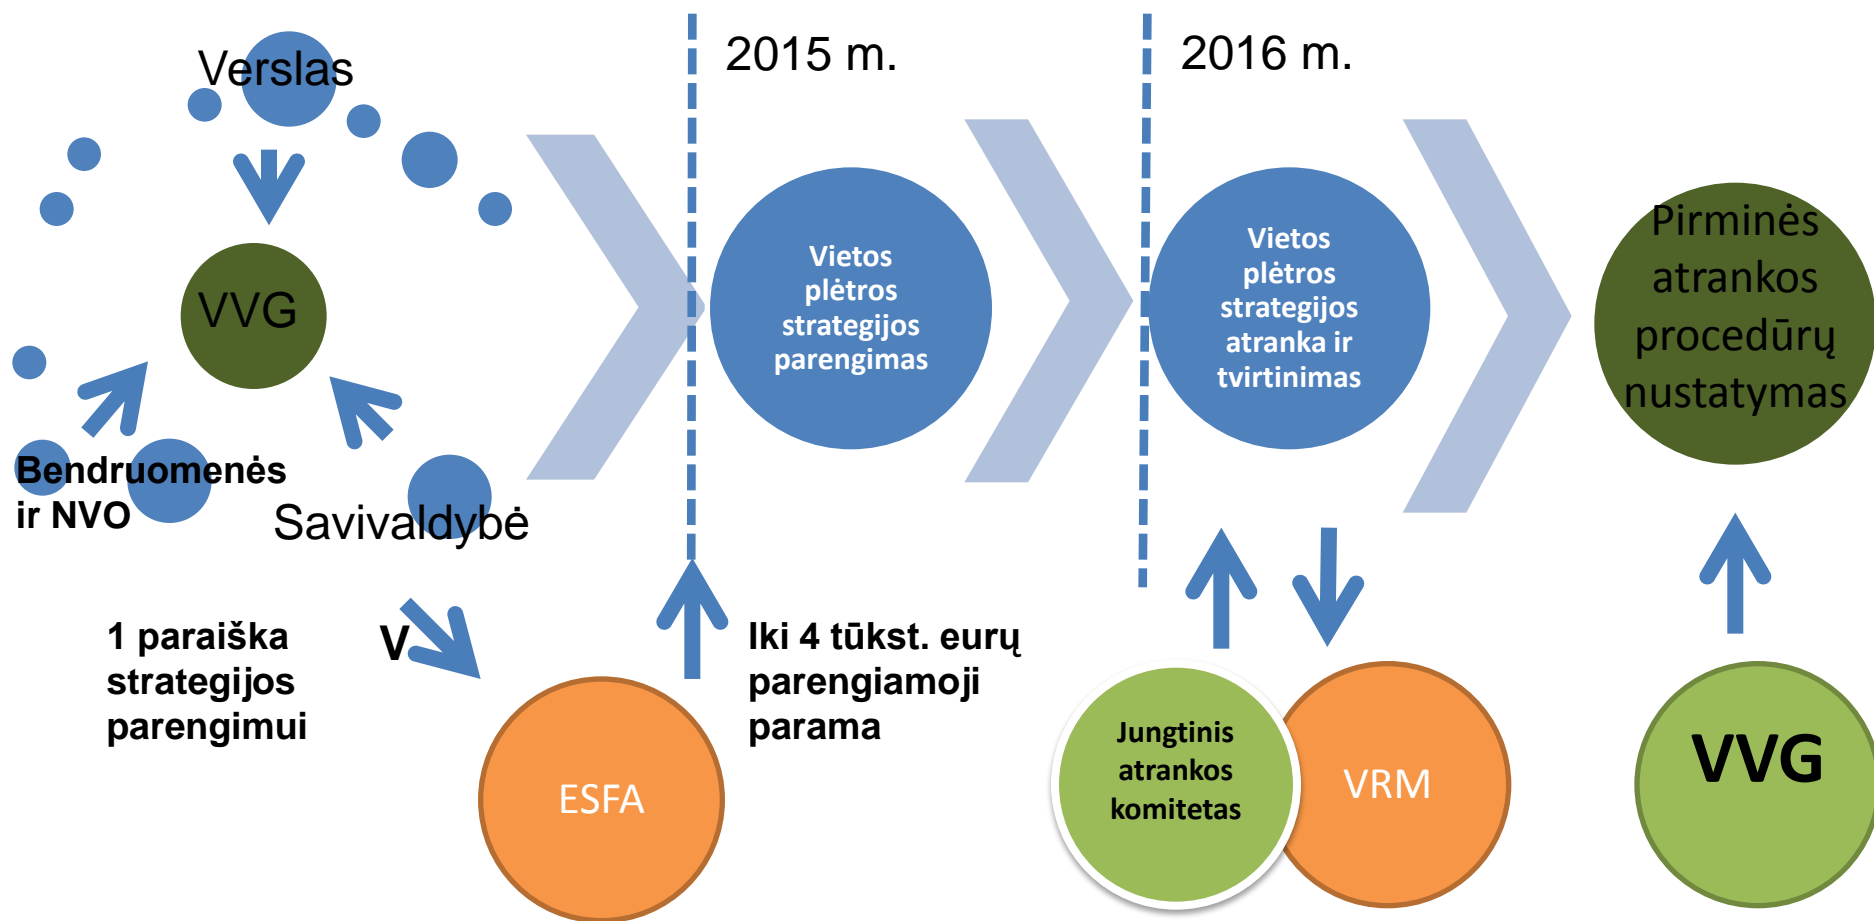 Verslas
VVG
Bendruomenės
ir NVO
Savivaldybė
1 paraiška
strategijos
parengimui
V
ESFA
2015 m.
Vietos
plėtros
strategijos
parengimas
Iki 4 tūkst. eurų
parengiamoji
parama
2016 m.
Vietos
plėtros
strategijos
atranka ir
tvirtinimas
Jungtinis
atrankos
komitetas
VRM
Pirminės
atrankos
procedūrų
nustatymas
VVG